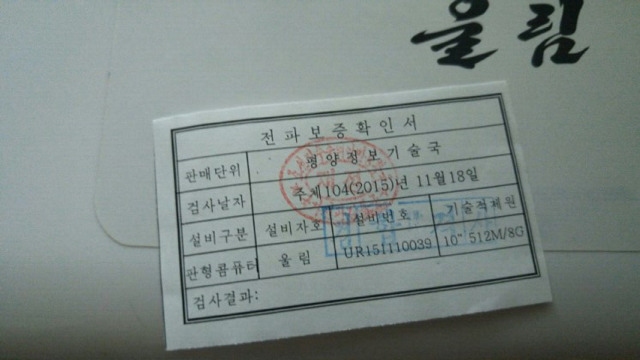 울림
전파보증확인서
판매단위 평양정보기술국
검사날자 주체104(2015)년 11월18일
설비구분 설비자호 설비번호 기술적제원
판형콤퓨터 울림 UR151110039 10" 512M/8G
검사결과: